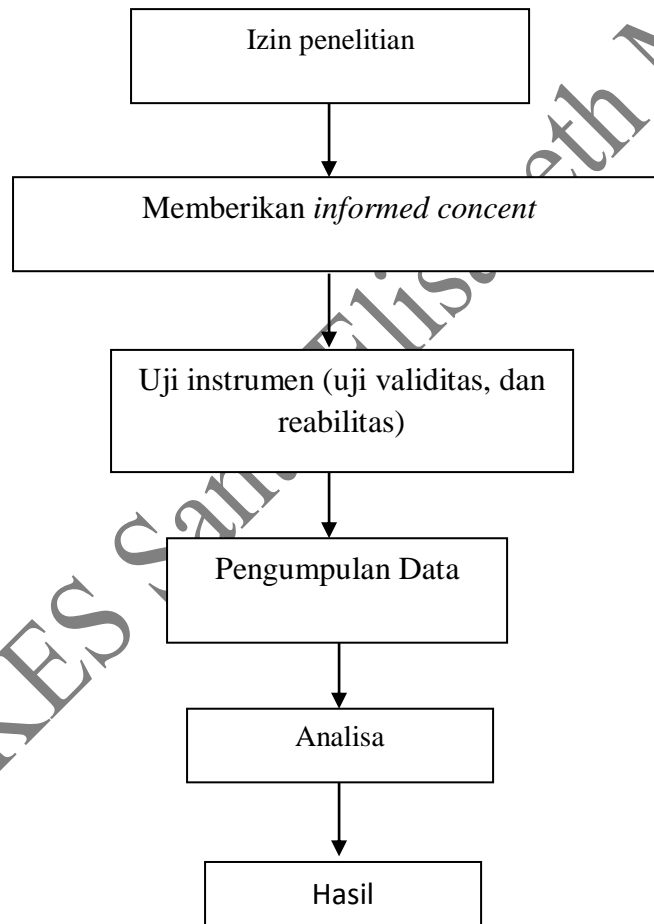 Izin penelitian
Memberikan informed concent
Uji instrumen (uji validitas, dan
reabilitas)
Pengumpulan Data
Analisa
Hasil